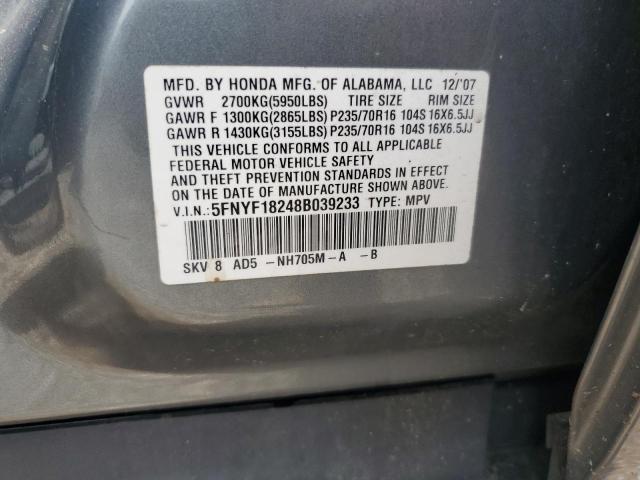 MFD. BY HONDA MFG. OF ALABAMA, LLC 12/'07
GVWR 2700KG(5950LBS) TIRE SIZE RIM SIZE
GAWR F 1300KG(2865LBS) P235/70R16 104S 16X6.5JJ
GAWR R 1430KG(3155LBS) P235/70R16 104S 16X6.5JJ
THIS VEHICLE CONFORMS TO ALL APPLICABLE
FEDERAL MOTOR VEHICLE SAFETY
AND THEFT PREVENTION STANDARDS IN EFFECT
ON THE DATE OF MANUFACTURE SHOWN ABOVE.
V.I.N.: 5FNYF18248B039233 TYPE: MPV
SKV 8 AD5 -NH705M-A -B